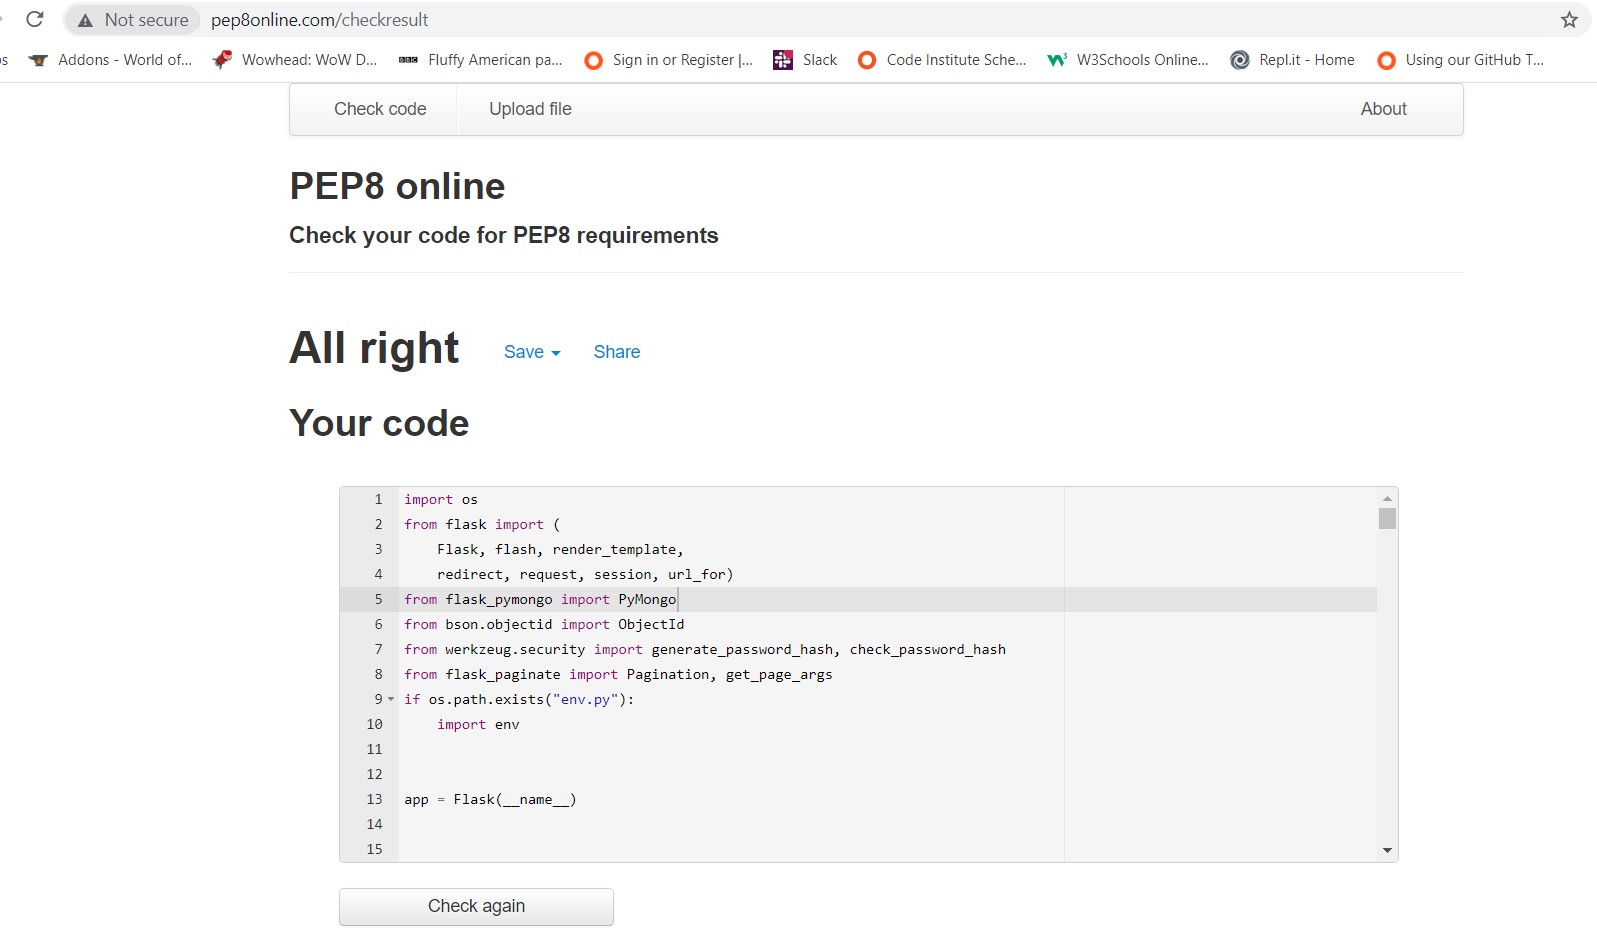 Not secure pep8online.com/checkresult
Addons - World of... Wowhead: WoW D... BBC Fluffy American pa... Sign in or Register |... Slack Code Institute Sche... W3Schools Online... Repl.it - Home Using our GitHub T...
Check code Upload file About
PEP8 online
Check your code for PEP8 requirements
All right Save Share
Your code
1 import os
2 from flask import (
3 Flask, flash, render_template,
4 redirect, request, session, url_for)
5 from flask_pymongo import PyMongo
6 from bson.objectid import ObjectId
7 from werkzeug.security import generate_password_hash, check_password_hash
8 from flask_paginate import Pagination, get_page_args
9 if os.path.exists("env.py"):
10 import env
11
12
13 app = Flask(__name__)
14
15
Check again